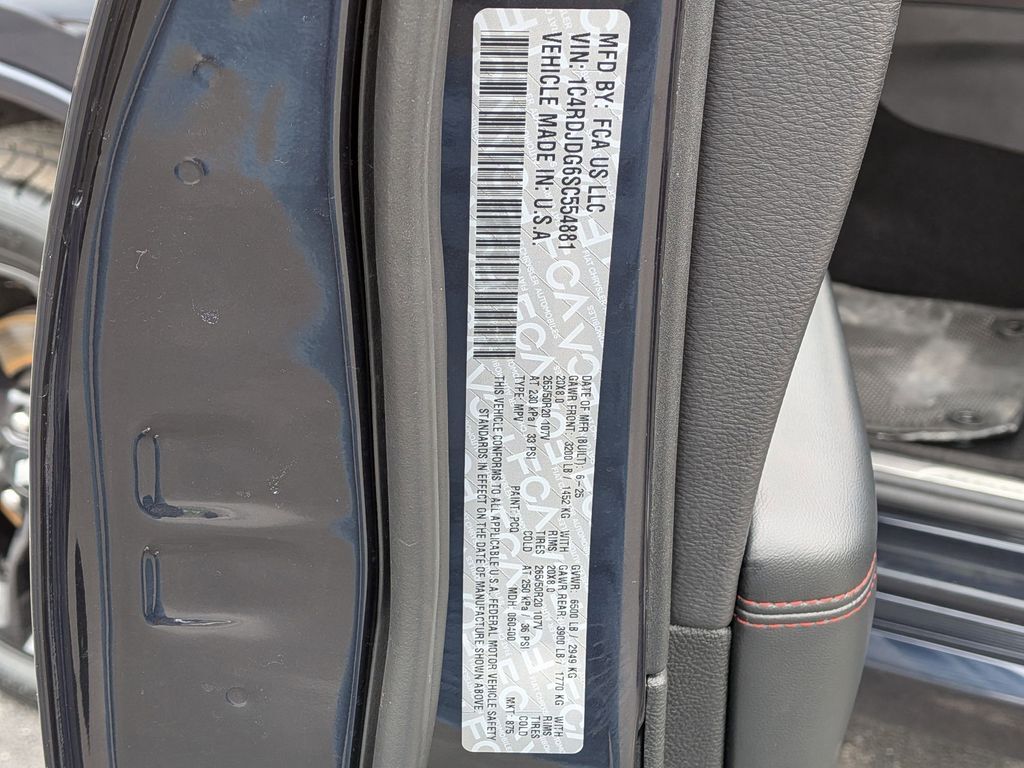 MFD BY: FCA US LLC
VIN: 1C4RDJDG6SC554881
VEHICLE MADE IN: U.S.A.
DATE OF MFR (BUILT): 6-25 GVWR: 6500 LB / 2949 KG
GAWR FRONT: 3200 LB / 1452 KG WITH GAWR REAR: 3900 LB / 1770 KG WITH
20X8.0 RIMS 20X8.0 RIMS
265/50R20 107V TIRES 265/50R20 107V TIRES
AT 230 kPa / 33 PSI COLD AT 250 kPa / 36 PSI COLD
TYPE: MPV PAINT: PCQ MDH: MKT: 875
THIS VEHICLE CONFORMS TO ALL APPLICABLE U.S.A. FEDERAL MOTOR VEHICLE SAFETY
STANDARDS IN EFFECT ON THE DATE OF MANUFACTURE SHOWN ABOVE.